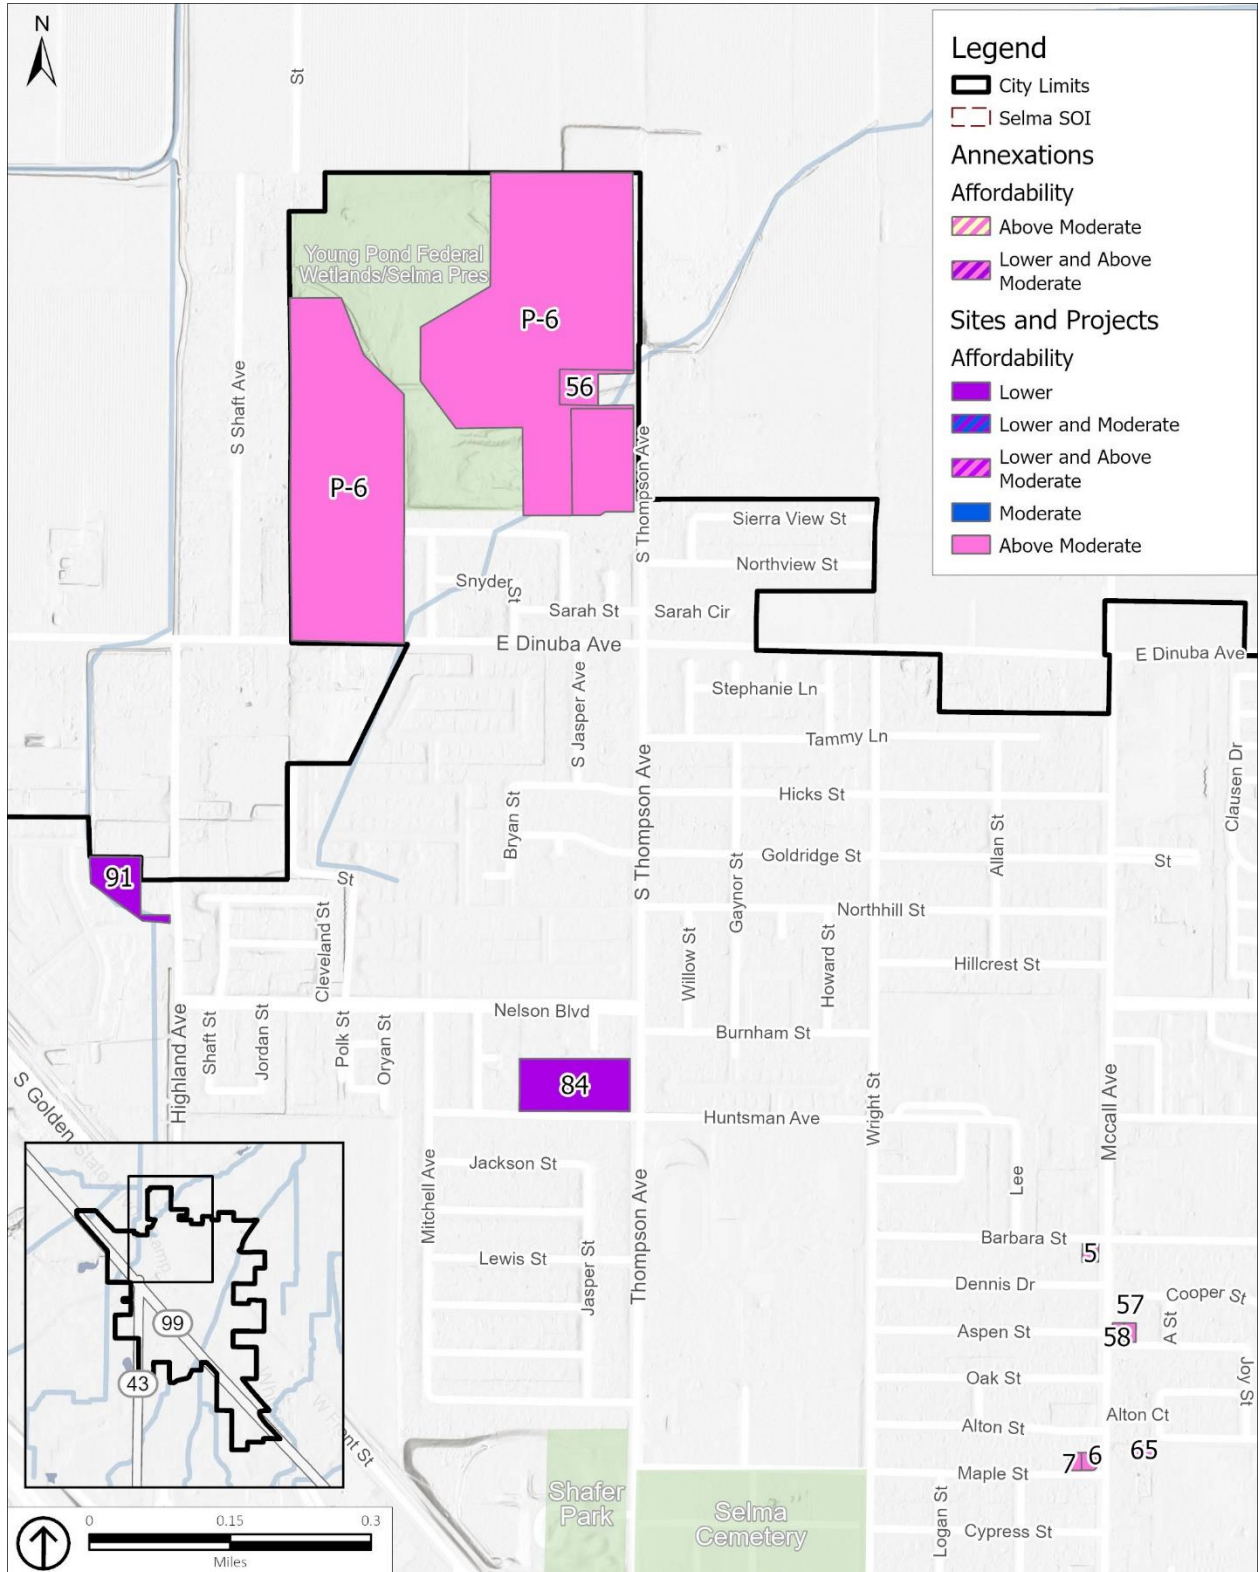 N
Legend
City Limits
Selma SOI
Annexations
Affordability
Above Moderate
Lower and Above
Moderate
Sites and Projects
Affordability
Lower
Lower and Moderate
Lower and Above
Moderate
Moderate
Above Moderate
St
Young Pond Federal
Wetlands/Selma Pres
P-6
56
P-6
S Shaft Ave
S Thompson Ave
Sierra View St
Northview St
Snyder
St
Sarah St
Sarah Cir
E Dinuba Ave
E Dinuba Ave
Stephanie Ln
S Jasper Ave
Tammy Ln
S Thompson Ave
Hicks St
Clausen Dr
Bryan St
Allan St
Goldridge St
St
Gaynor St
91
St
Northhill St
Cleveland St
Willow St
Howard St
Hillcrest St
Nelson Blvd
Burnham St
Highland Ave
Shaft St
Jordan St
Polk St
Oryan St
84
Huntsman Ave
Wright St
Mccall Ave
S Golden State
Jackson St
Mitchell Ave
Thompson Ave
Lee
Barbara St
5
Lewis St
Jasper St
Dennis Dr
Cooper St
57
Aspen St
58
A St
Oak St
Joy St
Alton St
Alton Ct
7
6
65
Maple St
Logan St
Cypress St
Shafer
Park
Selma
Cemetery
99
43
W Front St
0
0.15
0.3
Miles